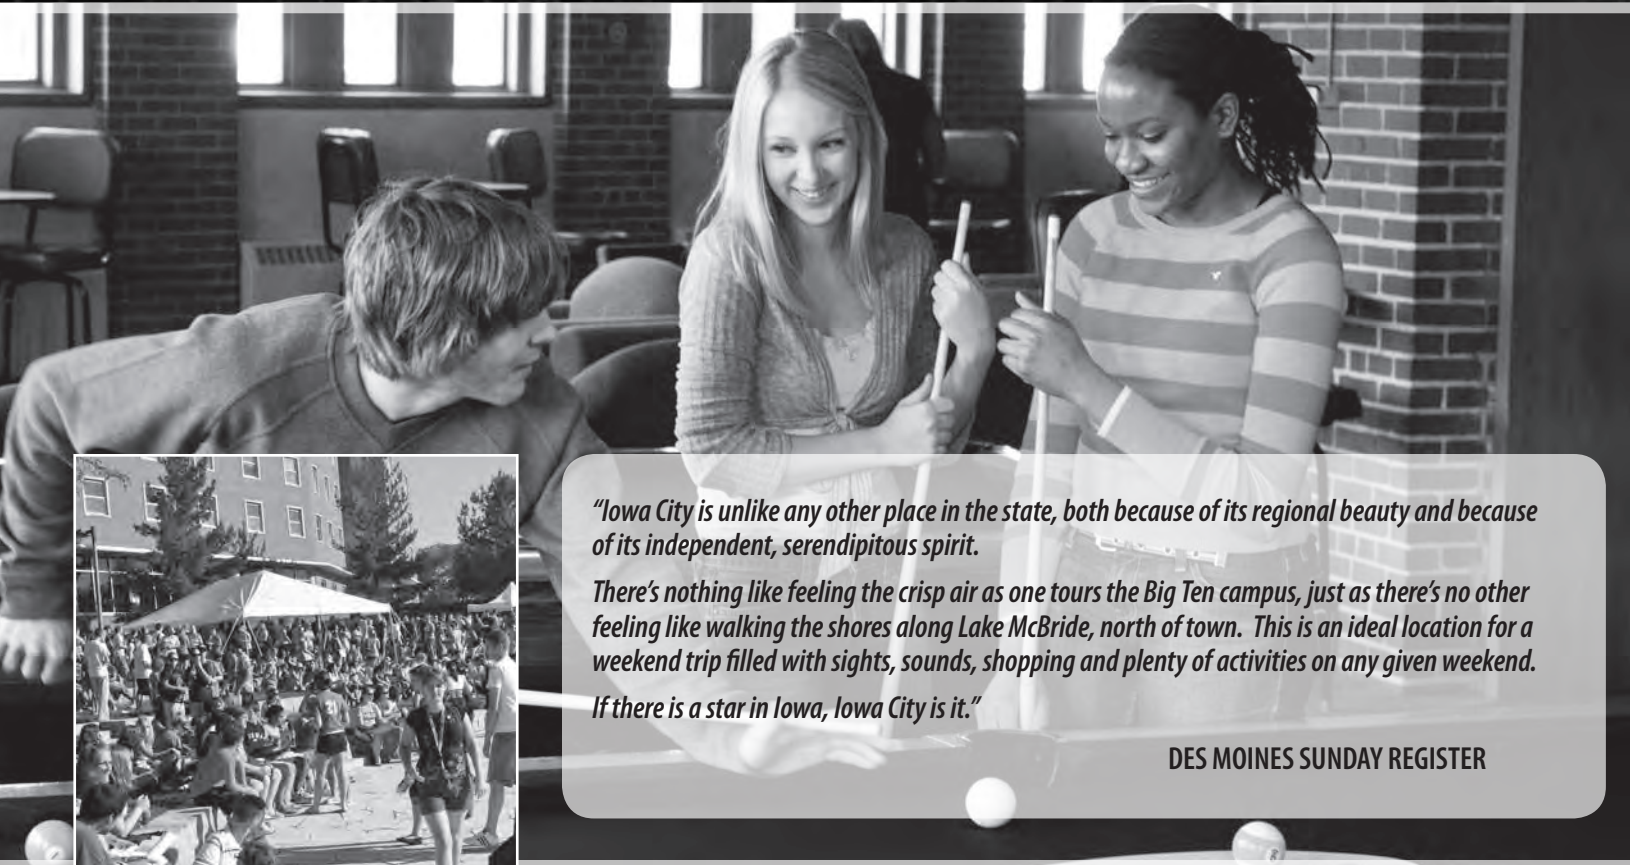 “Iowa City is unlike any other place in the state, both because of its regional beauty and because
of its independent, serendipitous spirit.
There’s nothing like feeling the crisp air as one tours the Big Ten campus, just as there’s no other
feeling like walking the shores along Lake McBride, north of town.  This is an ideal location for a
weekend trip filled with sights, sounds, shopping and plenty of activities on any given weekend.
If there is a star in Iowa, Iowa City is it.”
DES MOINES SUNDAY REGISTER